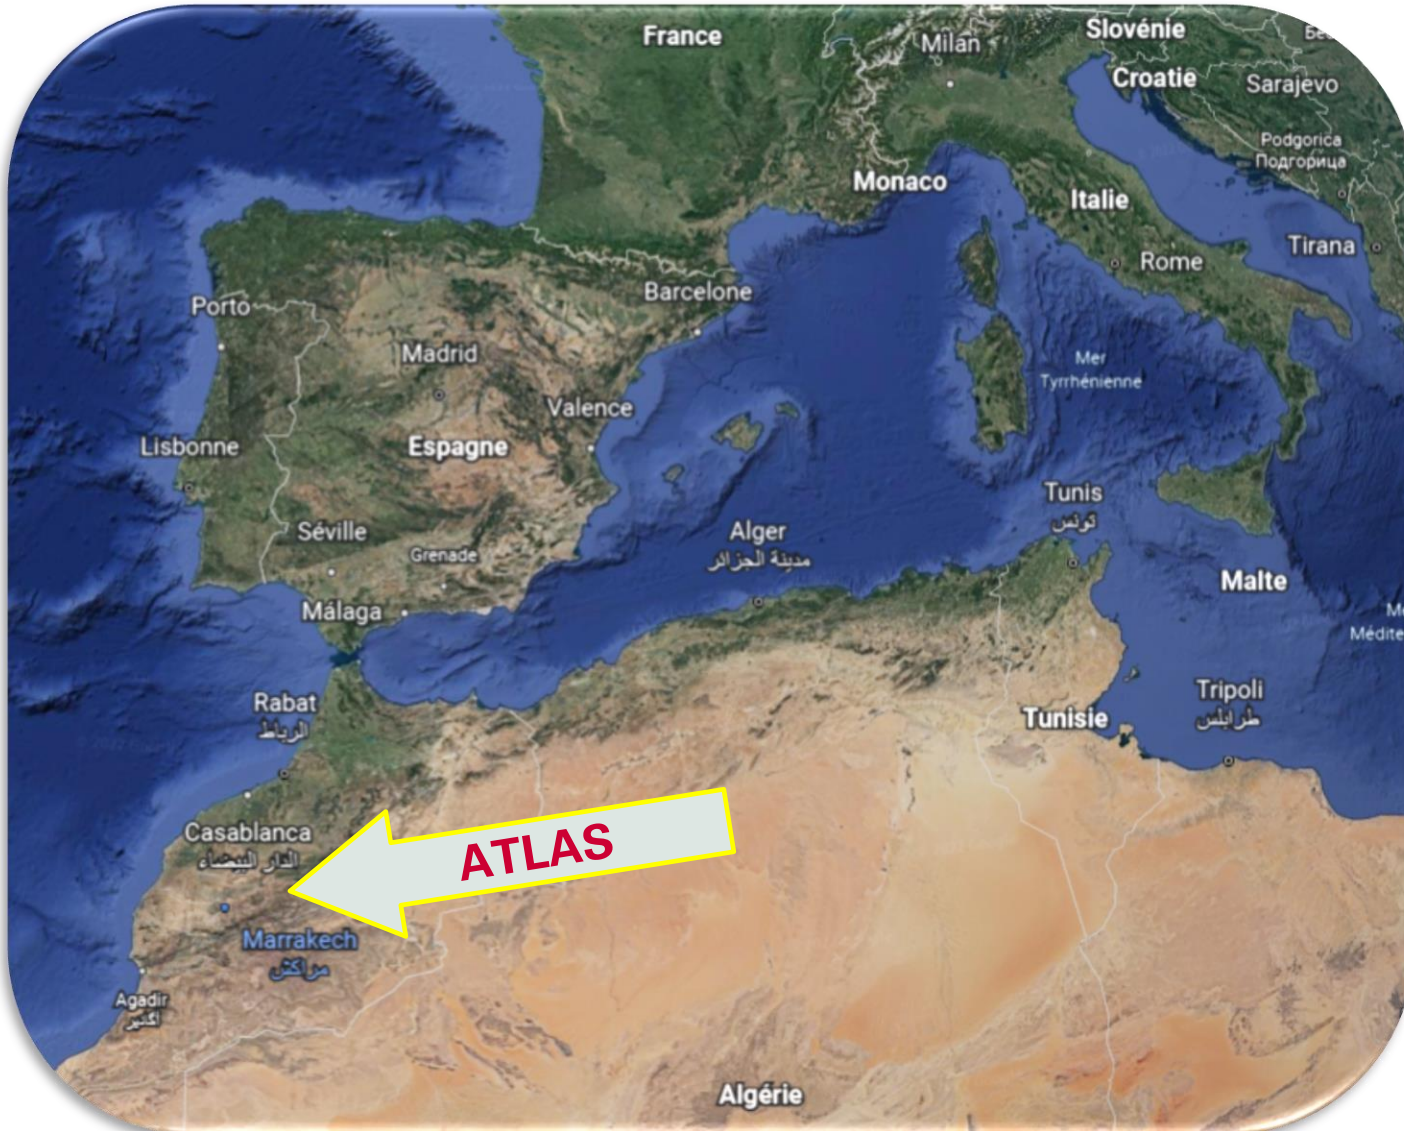 France
Milan
Slovénie
Croatie
Sarajevo
Podgorica
Подгорица
Monaco
Italie
Tirana
Rome
Barcelone
Porto
Madrid
Mer
Tyrrhénienne
Valence
Lisbonne
Espagne
Tunis
تونس
Séville
Alger
مدينة الجزائر
Grenade
Malte
Málaga
Rabat
الرباط
Tripoli
طرابلس
Tunisie
Casablanca
الدار البيضاء
ATLAS
Marrakech
مراكش
Agadir
أكادير
Algérie